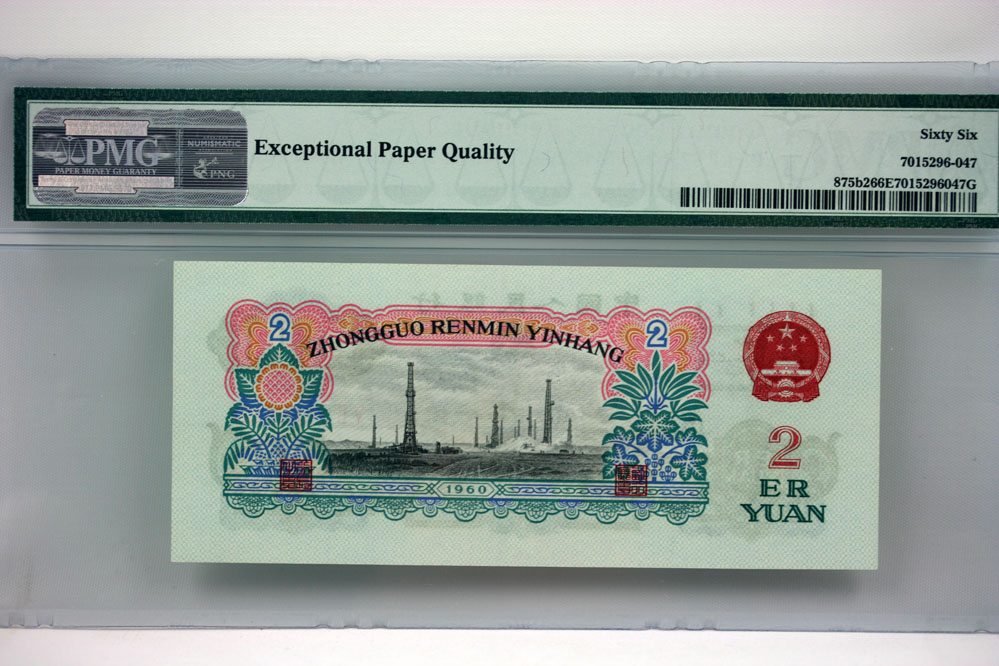 PMG
PAPER MONEY GUARANTY
NUMISMATIC
PNG
Exceptional Paper Quality
Sixty Six
7015296-047
875b266E7015296047G
2
2
ZHONGGUO RENMIN YINHANG
1960
2
ER
YUAN